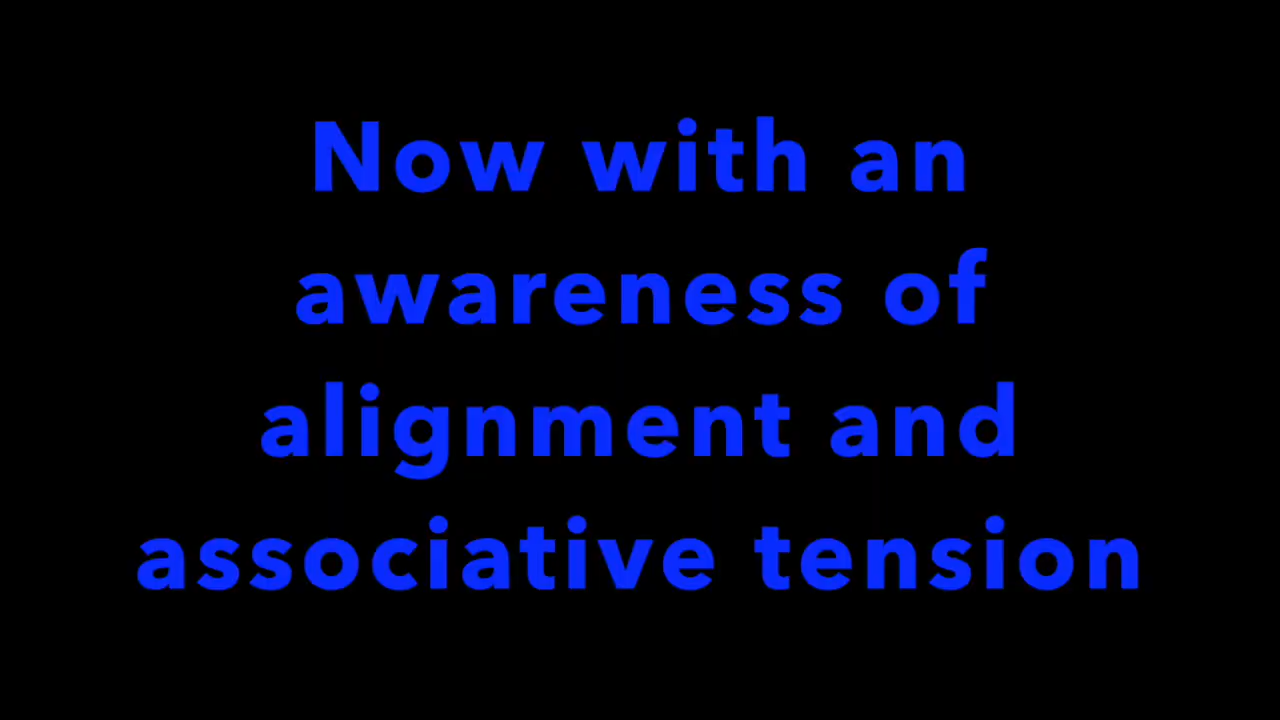 Now with an
awareness of
alignment and
associative tension